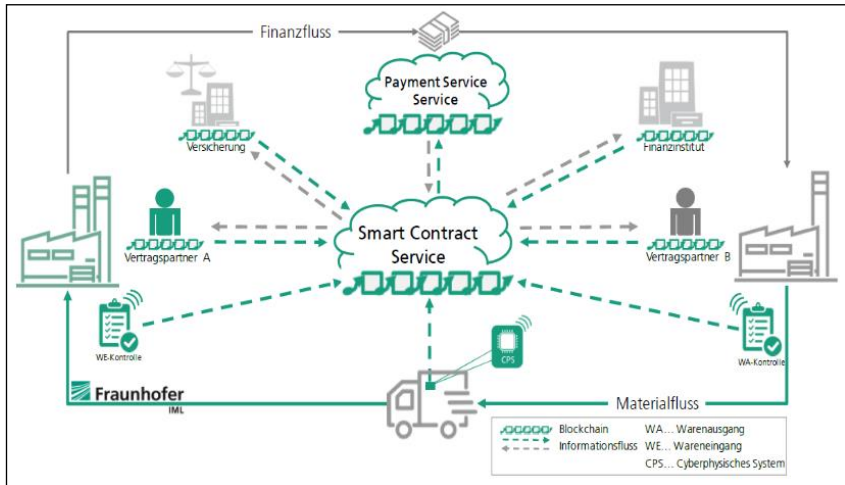 Finanzfluss
Payment Service
Service
Versicherung
Finanzinstitut
Smart Contract
Service
Vertragspartner A
Vertragspartner B
WE-Kontrolle
CPS
WA-Kontrolle
Fraunhofer
IML
Materialfluss
Blockchain
Informationsfluss
WA... Warenausgang
WE... Wareneingang
CPS... Cyberphysisches System